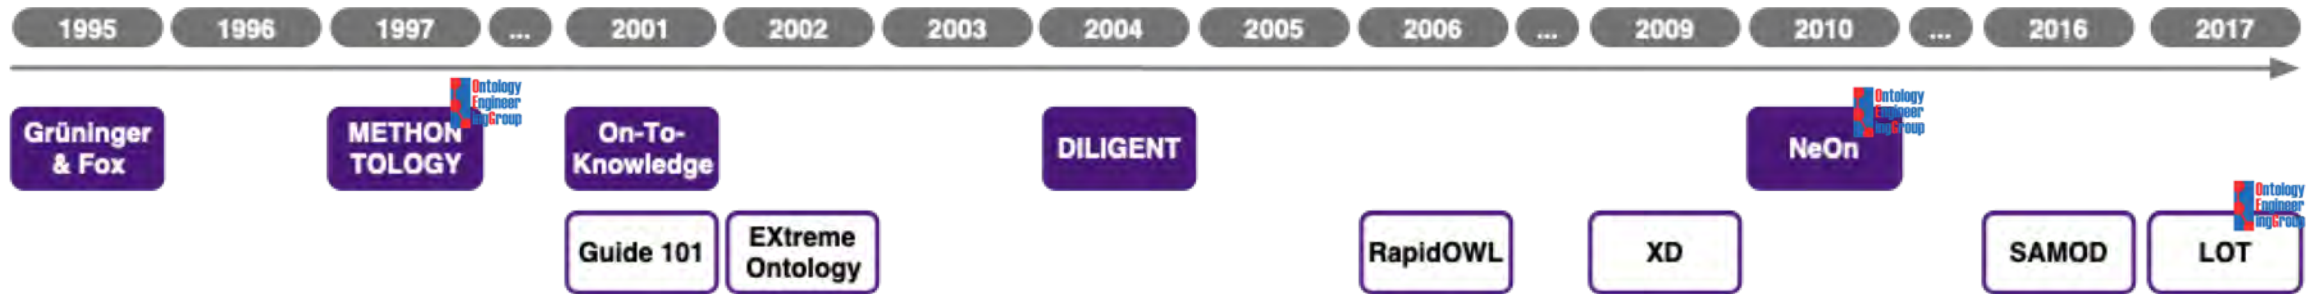 1995 1996 1997 ... 2001 2002 2003 2004 2005 2006 ... 2009 2010 ... 2016 2017
Grüninger
& Fox
METHON
TOLOGY
Ontology
Engineer
ingGroup
On-To-
Knowledge
DILIGENT
NeOn
Ontology
Engineer
ingGroup
Guide 101
EXtreme
Ontology
RapidOWL
XD
SAMOD
LOT
Ontology
Engineer
ingGroup